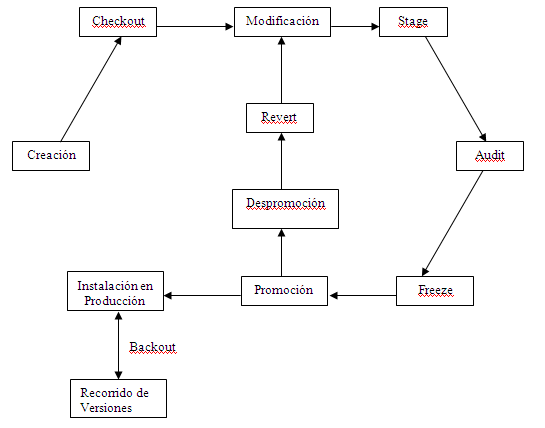 Checkout
Modificación
Stage
Revert
Creación
Audit
Despromoción
Instalación en
Producción
Promoción
Freeze
Backout
Recorrido de
Versiones